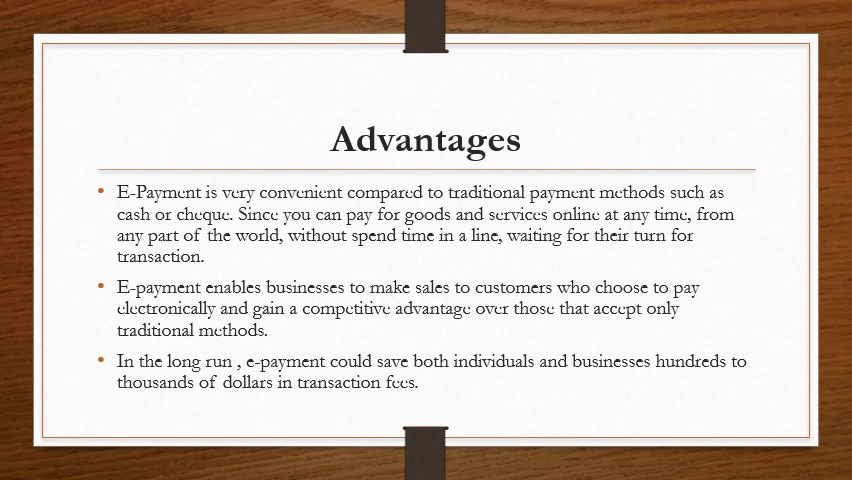 Advantages
• E-Payment is very convenient compared to traditional payment methods such as
cash or cheque. Since you can pay for goods and services online at any time, from
any part of the world, without spend time in a line, waiting for their turn for
transaction.
• E-payment enables businesses to make sales to customers who choose to pay
electronically and gain a competitive advantage over those that accept only
traditional methods.
• In the long run , e-payment could save both individuals and businesses hundreds to
thousands of dollars in transaction fees.